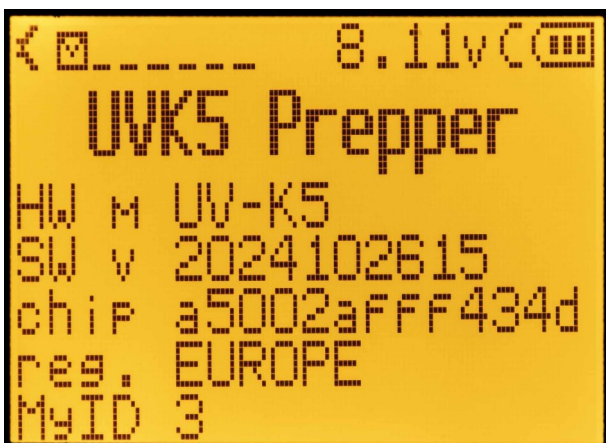 8.11v
UVK5 Prepper
HW M UV-K5
SW V 2024102615
chip a5002afff434d
reg. EUROPE
MyID 3